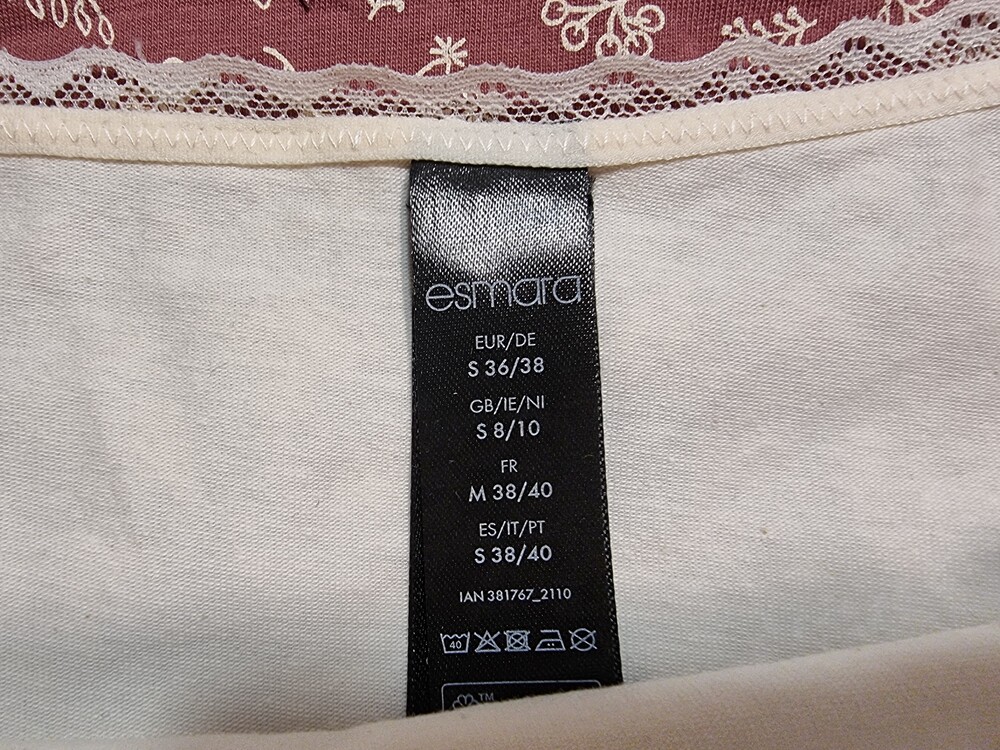 esmara
EUR/DE
S 36/38
GB/IE/NI
S 8/10
FR
M 38/40
ES/IT/PT
S 38/40
IAN 381767_2110
40
TM